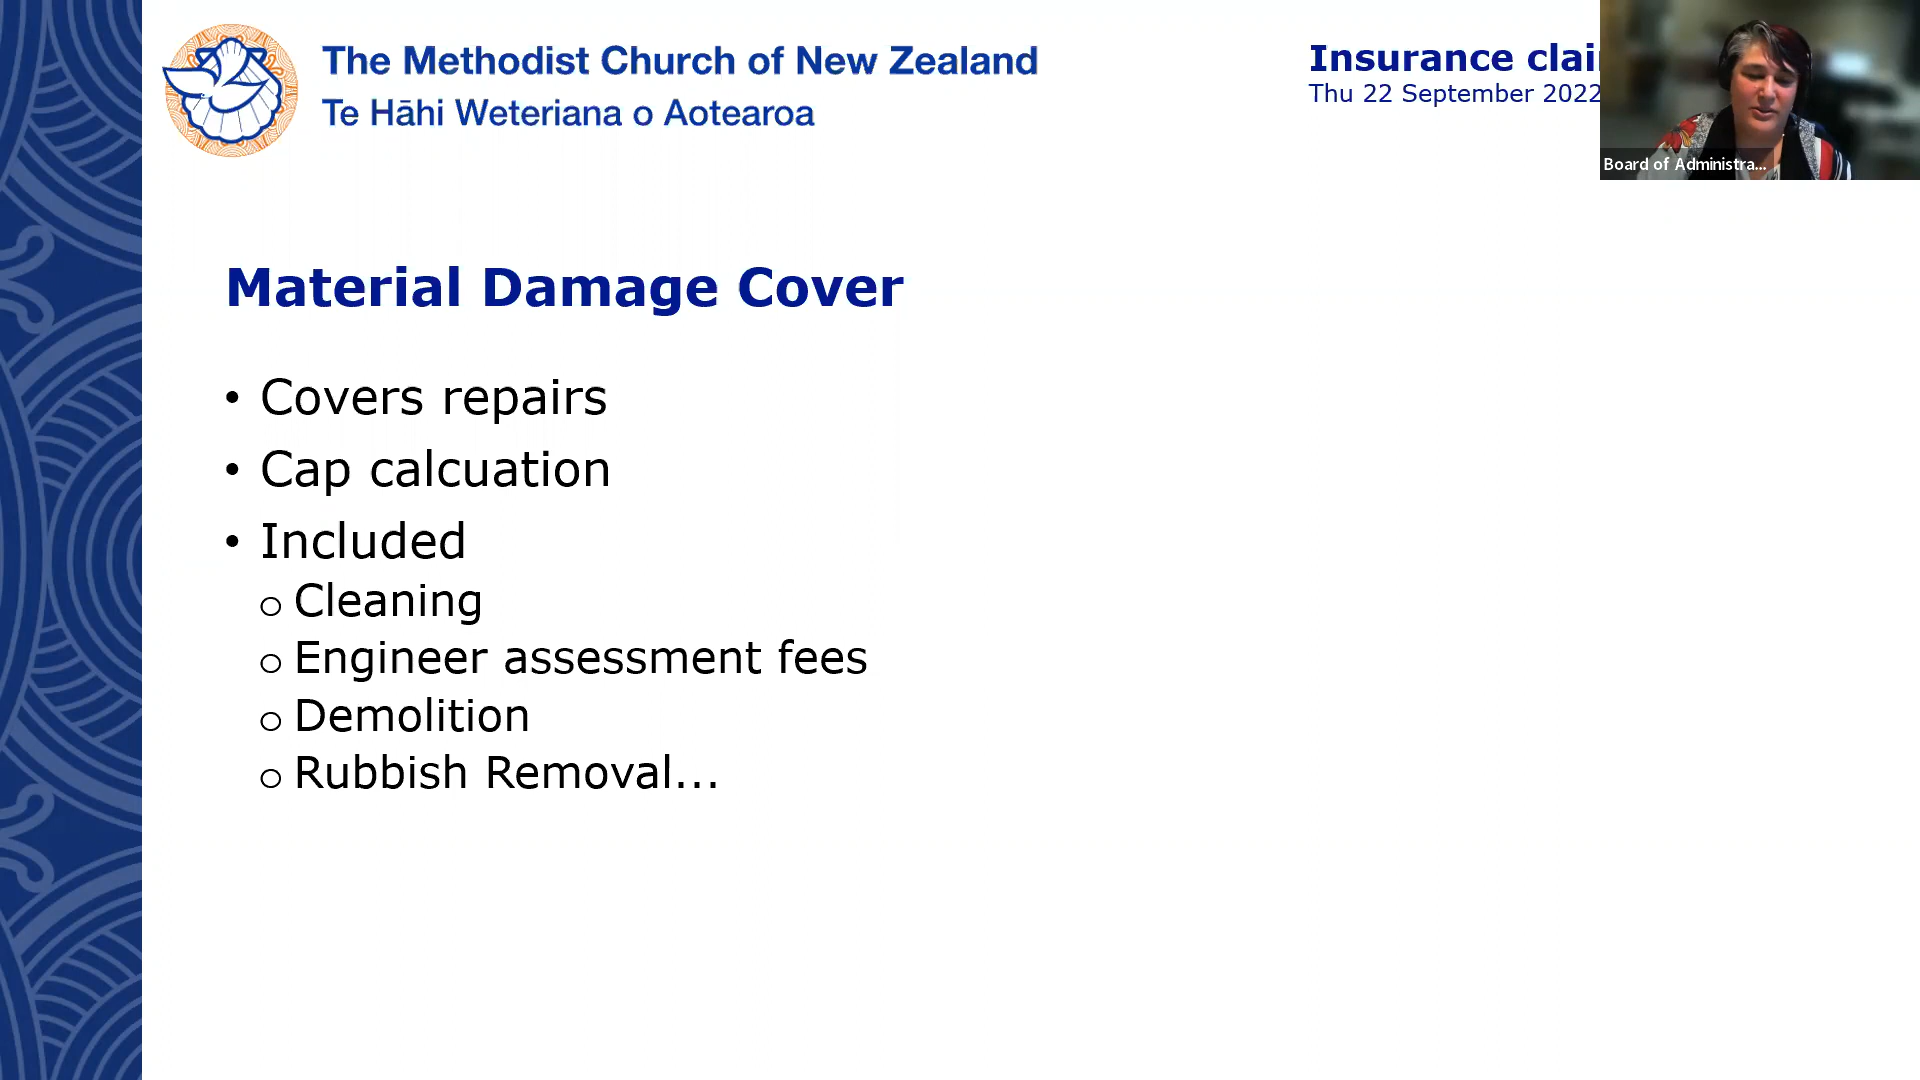 The Methodist Church of New Zealand
Te Hāhi Weteriana o Aotearoa
Insurance clai
Thu 22 September 2022
Board of Administra...
Material Damage Cover
• Covers repairs
• Cap calcuation
• Included
o Cleaning
o Engineer assessment fees
o Demolition
o Rubbish Removal...